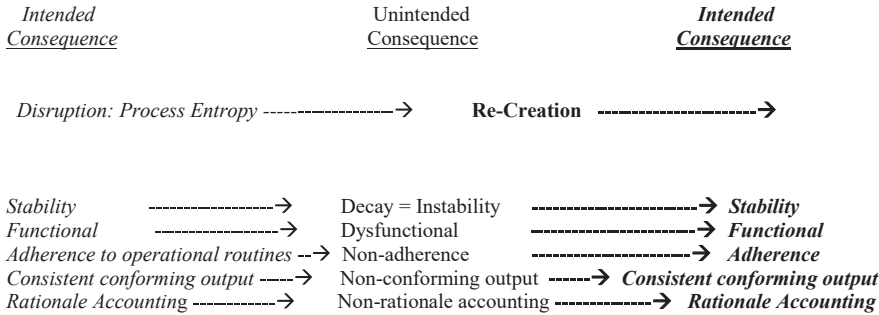 Intended Unintended Intended
Consequence Consequence Consequence
Disruption: Process Entropy ------------------→ Re-Creation ----------------------→
Stability ------------------→ Decay = Instability ----------------------→ Stability
Functional ------------------→ Dysfunctional ----------------------→ Functional
Adherence to operational routines --→ Non-adherence ----------------------→ Adherence
Consistent conforming output -----→ Non-conforming output ------→ Consistent conforming output
Rationale Accounting ------------→ Non-rationale accounting ---------------→ Rationale Accounting